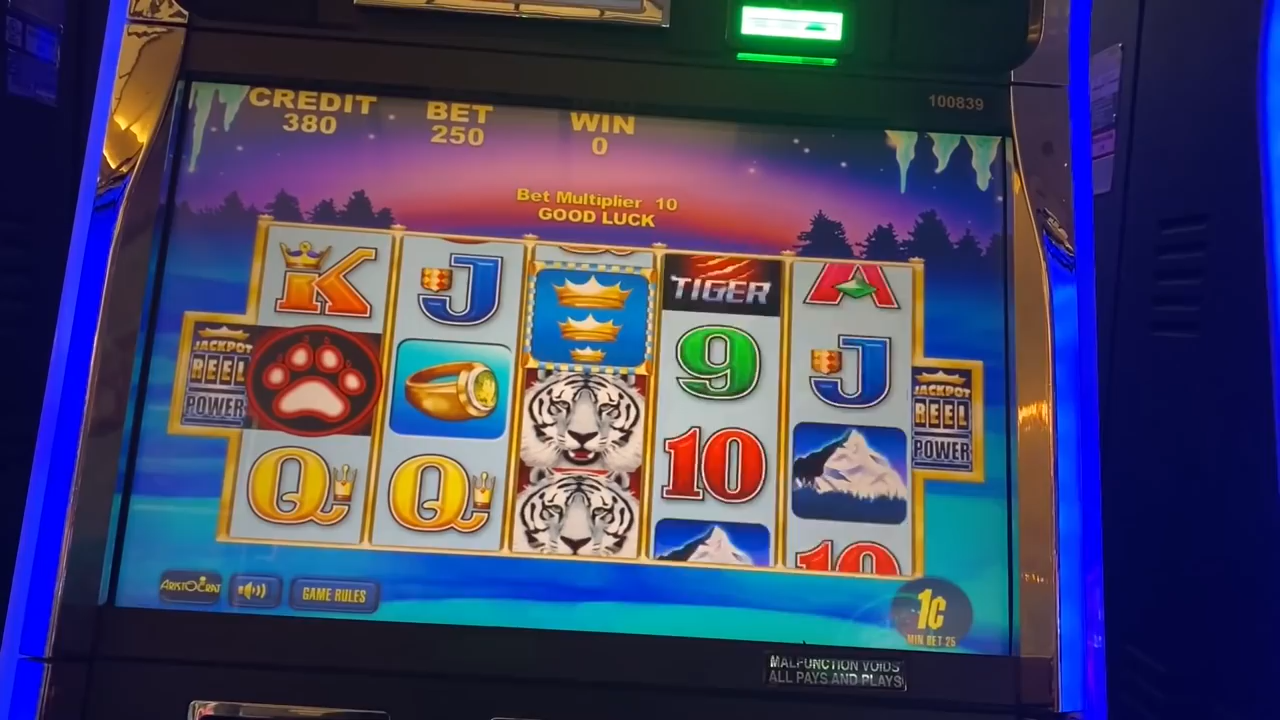 100839
CREDIT BET WIN
380 250 0
Bet Multiplier 10
GOOD LUCK
K J TIGER A
9 J
JACKPOT
REEL
POWER
JACKPOT
REEL
POWER
Q Q 10
10
ARISTOCRAT
GAME RULES
1¢
MIN BET 25
MALFUNCTION VOIDS
ALL PAYS AND PLAYS